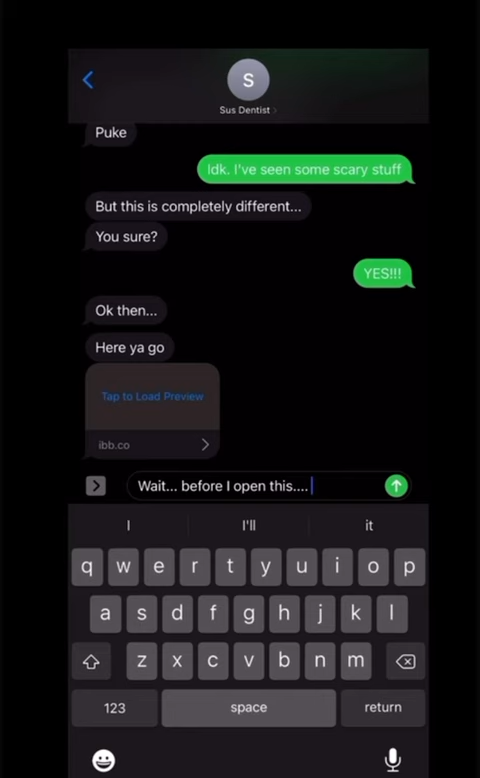 S
Sus Dentist
Puke
Idk. I've seen some scary stuff
But this is completely different...
You sure?
YES!!!
Ok then...
Here ya go
Tap to Load Preview
ibb.co
Wait... before I open this....
I I'll it
q w e r t y u i o p
a s d f g h j k l
z x c v b n m
123 space return